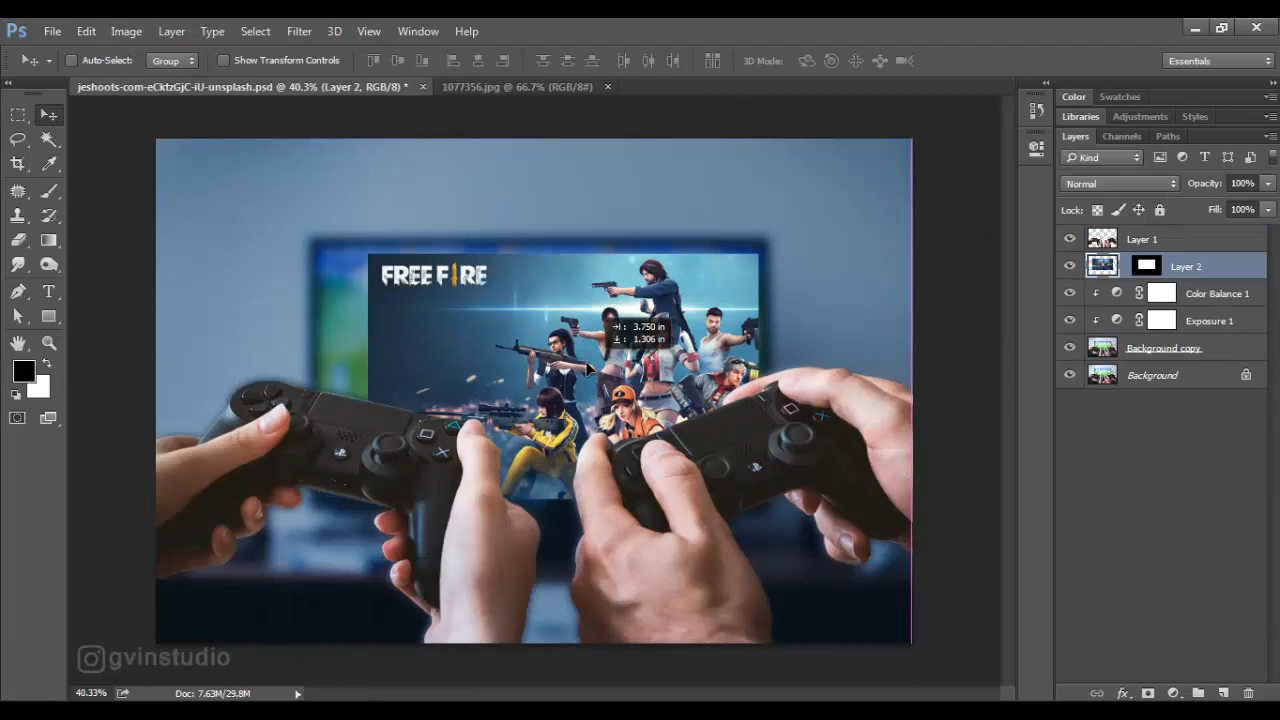 Ps File Edit Image Layer Type Select Filter 3D View Window Help
Auto-Select: Group Show Transform Controls 3D Mode: Essentials
jeshoots-com-eCktzGjC-iU-unsplash.psd @ 40.3% (Layer 2, RGB/8) * 1077356.jpg @ 66.7% (RGB/8#)
Color Swatches
Libraries Adjustments Styles
Layers Channels Paths
Kind
Normal Opacity: 100%
Lock: Fill: 100%
Layer 1
Layer 2
Color Balance 1
Exposure 1
Background copy
Background
FREE FIRE
3.750 in
1.306 in
gvinstudio
40.33% Doc: 7.63M/29.8M